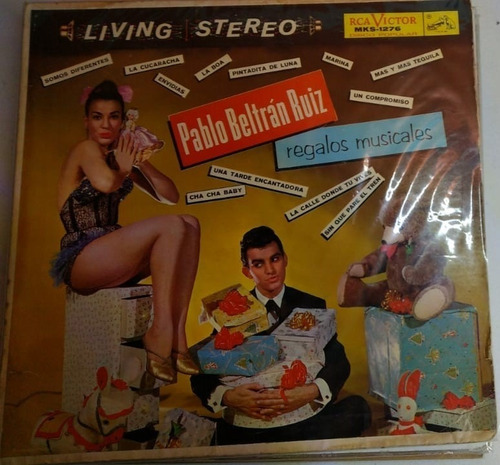 LIVING STEREO
RCA VICTOR
MKS-1276
SOMOS DIFERENTES
LA CUCARACHA
ENVIDIAS
LA BOA
PINTADITA DE LUNA
MARINA
MAS Y MAS TEQUILA
UN COMPROMISO
Pablo Beltrán Ruiz
regalos musicales
UNA TARDE ENCANTADORA
CHA CHA BABY
LA CALLE DONDE TU VIVES
SIN QUE PARE EL TREN